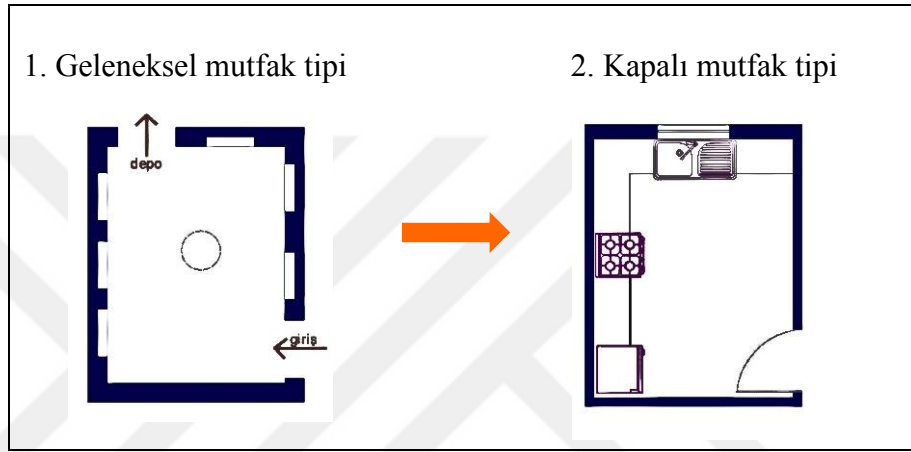 1. Geleneksel mutfak tipi
2. Kapalı mutfak tipi
depo
giriş